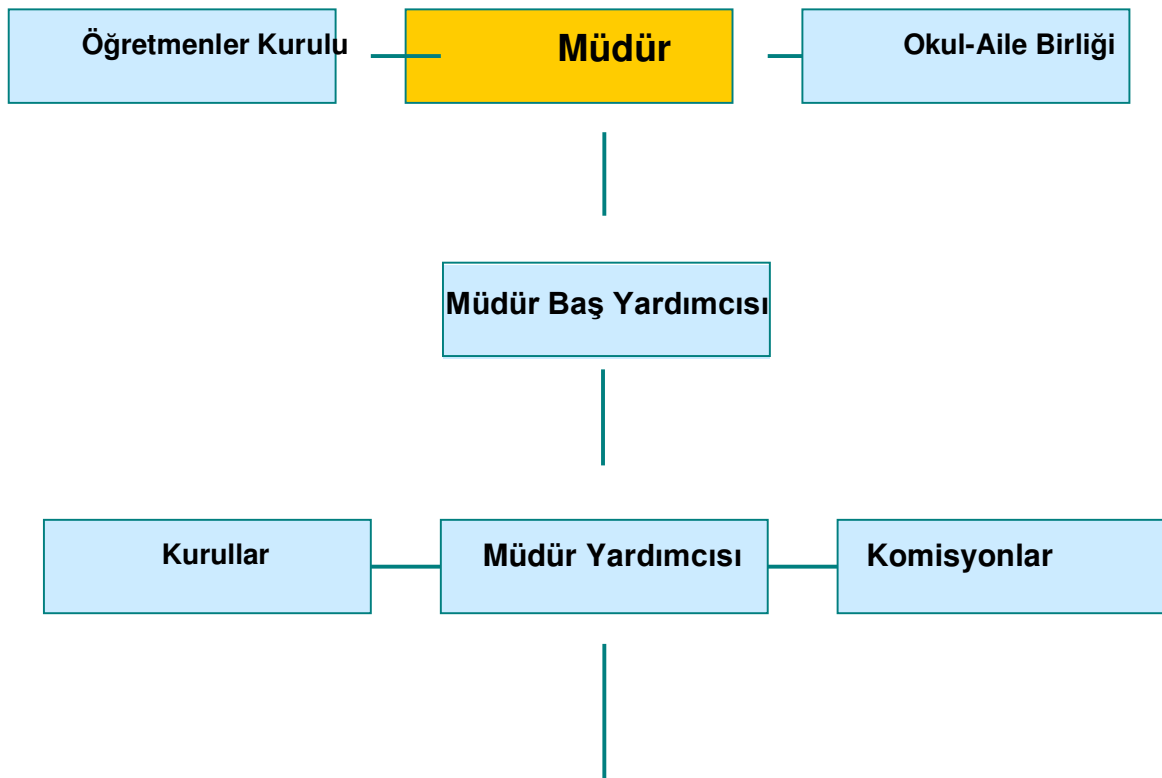 Öğretmenler Kurulu
Müdür
Okul-Aile Birliği
Müdür Baş Yardımcısı
Kurullar
Müdür Yardımcısı
Komisyonlar